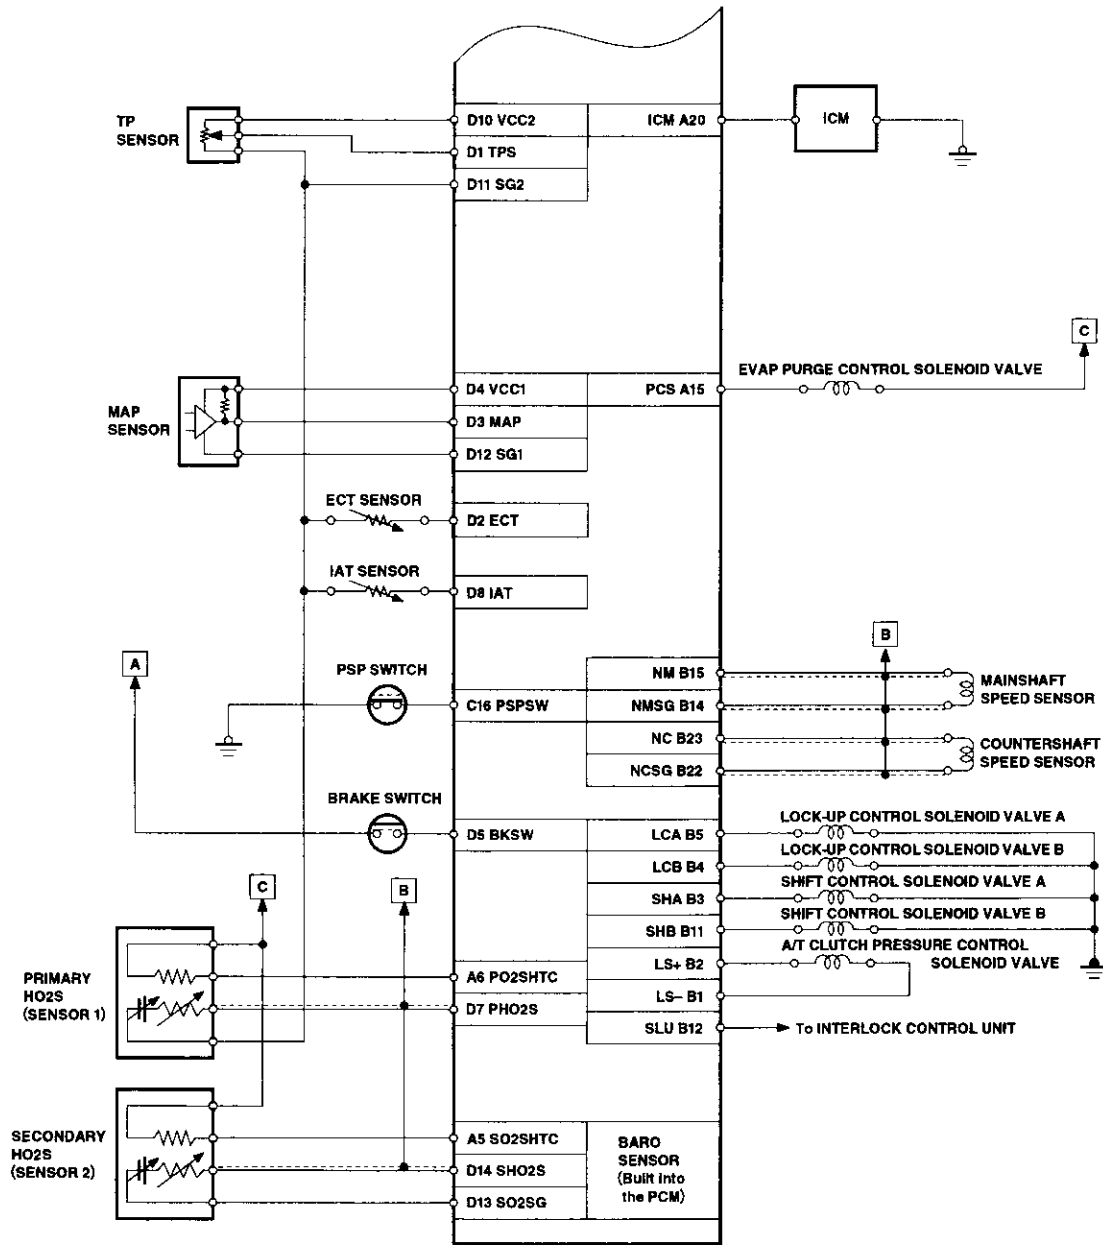 TP
SENSOR
D10 VCC2
D1 TPS
D11 SG2
ICM A20
ICM
C
EVAP PURGE CONTROL SOLENOID VALVE
MAP
SENSOR
D4 VCC1
D3 MAP
D12 SG1
PCS A15
ECT SENSOR
D2 ECT
IAT SENSOR
D8 IAT
A
PSP SWITCH
C16 PSPSW
B
NM B15
NMSG B14
NC B23
NCSG B22
MAINSHAFT
SPEED SENSOR
COUNTERSHAFT
SPEED SENSOR
BRAKE SWITCH
D5 BKSW
LCA B5
LCB B4
SHA B3
SHB B11
LS+ B2
LS– B1
SLU B12
LOCK-UP CONTROL SOLENOID VALVE A
LOCK-UP CONTROL SOLENOID VALVE B
SHIFT CONTROL SOLENOID VALVE A
SHIFT CONTROL SOLENOID VALVE B
A/T CLUTCH PRESSURE CONTROL
SOLENOID VALVE
To INTERLOCK CONTROL UNIT
C
B
PRIMARY
HO2S
(SENSOR 1)
A6 PO2SHTC
D7 PHO2S
SECONDARY
HO2S
(SENSOR 2)
A5 SO2SHTC
D14 SHO2S
D13 SO2SG
BARO
SENSOR
(Built into
the PCM)